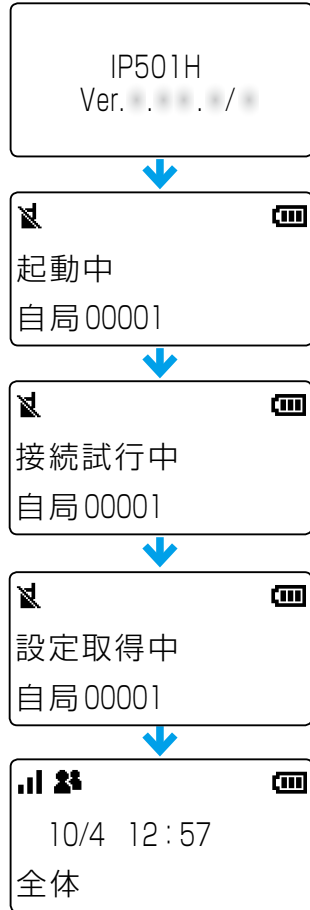 IP501H
Ver.
起動中
自局00001
接続試行中
自局00001
設定取得中
自局00001
10/4 12:57
全体